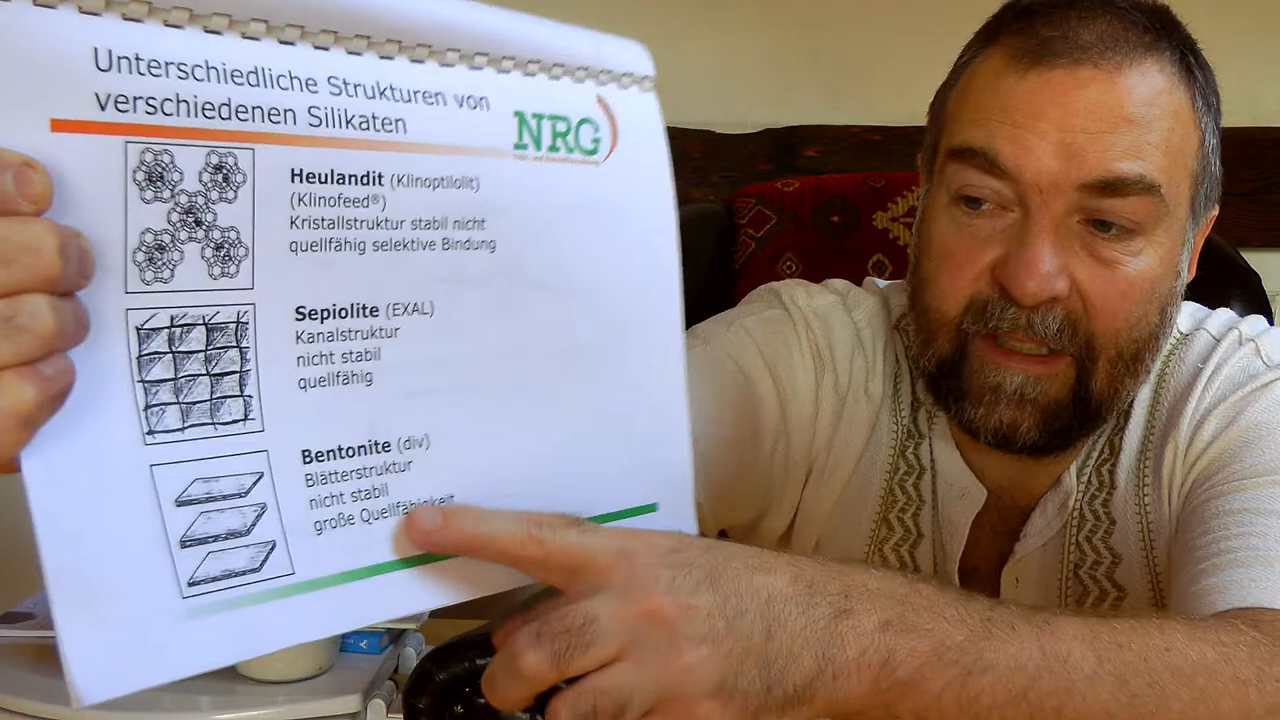 Unterschiedliche Strukturen von
verschiedenen Silikaten
NRG
Heulandit (Klinoptilolit)
(Klinofeed®)
Kristallstruktur stabil nicht
quellfähig selektive Bindung
Sepiolite (EXAL)
Kanalstruktur
nicht stabil
quellfähig
Bentonite (div)
Blätterstruktur
nicht stabil
große Quellfähigkeit